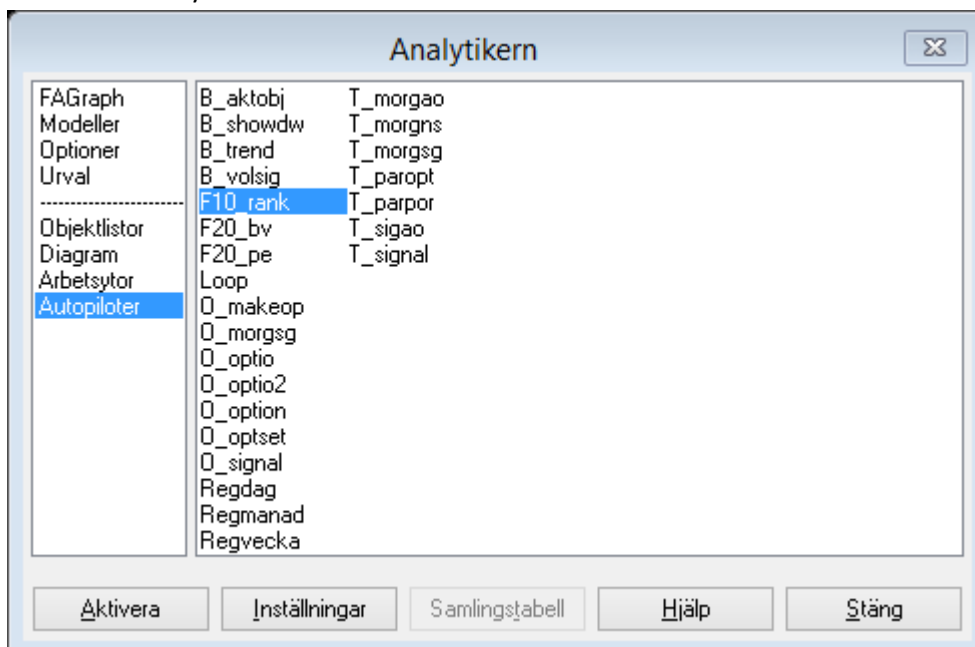 Analytikern
FAGraph
Modeller
Optioner
Urval
Objektlistor
Diagram
Arbetsytor
Autopiloter
B_aktobj
B_showdw
B_trend
B_volsig
F10_rank
F20_bv
F20_pe
Loop
O_makeop
O_morgsg
O_optio
O_optio2
O_option
O_optset
O_signal
Regdag
Regmanad
Regvecka
T_morgao
T_morgns
T_morgsg
T_paropt
T_parpor
T_sigao
T_signal
Aktivera
Inställningar
Samlingstabell
Hjälp
Stäng